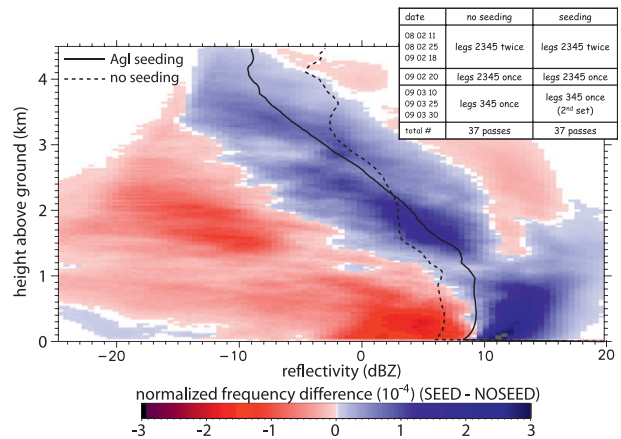 date no seeding seeding
08 02 11
08 02 25
09 02 18
legs 2345 twice legs 2345 twice
09 02 20 legs 2345 once legs 2345 once
09 03 10
09 03 25
09 03 30
legs 345 once legs 345 once
(2nd set)
total # 37 passes 37 passes
AgI seeding
no seeding
height above ground (km)
4
3
2
1
0
−20 −10 0 10 20
reflectivity (dBZ)
normalized frequency difference (10⁻⁴) (SEED - NOSEED)
-3 -2 -1 0 1 2 3